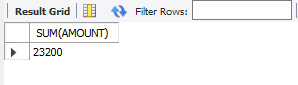 Result Grid Filter Rows:
SUM(AMOUNT)
23200